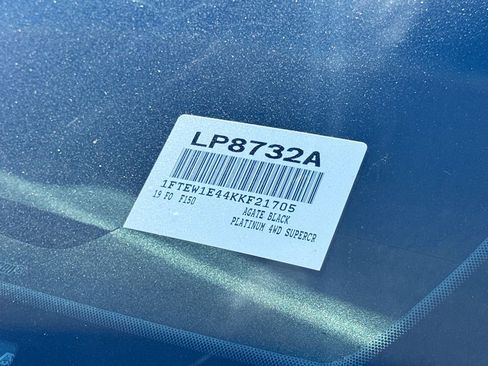 LP8732A
1FTEW1E44KKF21705
19 FO F150 AGATE BLACK
PLATINUM 4WD SUPERCR